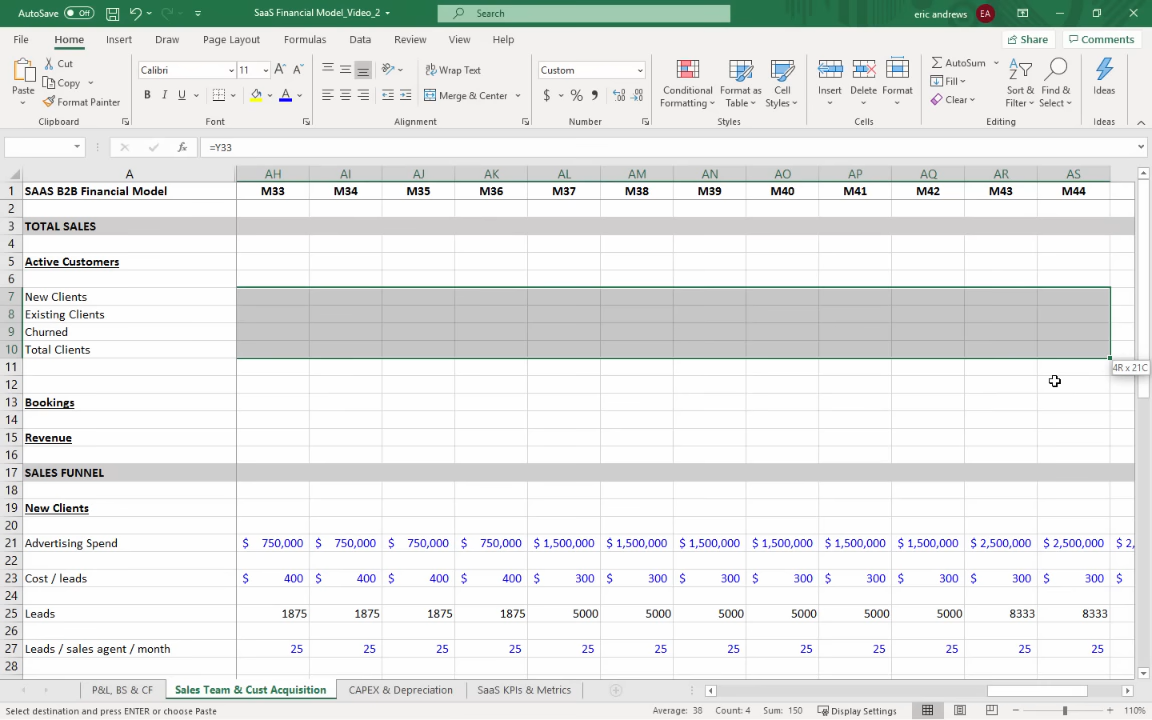 AutoSave Off SaaS Financial Model_Video_2 Search eric andrews EA
File Home Insert Draw Page Layout Formulas Data Review View Help Share Comments
Paste Cut Copy Format Painter Clipboard
Calibri 11 A A B I U A Font
Wrap Text Merge & Center Alignment
Custom $ % 9 Number
Conditional Formatting Format as Table Cell Styles Styles
Insert Delete Format Cells
AutoSum Fill Clear Sort & Filter Find & Select Editing
Ideas Ideas
fx =Y33
A AH AI AJ AK AL AM AN AO AP AQ AR AS
1 SAAS B2B Financial Model M33 M34 M35 M36 M37 M38 M39 M40 M41 M42 M43 M44
2
3 TOTAL SALES
4
5 Active Customers
6
7 New Clients
8 Existing Clients
9 Churned
10 Total Clients
11 4R x 21C
12
13 Bookings
14
15 Revenue
16
17 SALES FUNNEL
18
19 New Clients
20
21 Advertising Spend $ 750,000 $ 750,000 $ 750,000 $ 750,000 $ 1,500,000 $ 1,500,000 $ 1,500,000 $ 1,500,000 $ 1,500,000 $ 1,500,000 $ 2,500,000 $ 2,500,000 $ 2,
22
23 Cost / leads $ 400 $ 400 $ 400 $ 400 $ 300 $ 300 $ 300 $ 300 $ 300 $ 300 $ 300 $ 300 $
24
25 Leads 1875 1875 1875 1875 5000 5000 5000 5000 5000 5000 8333 8333
26
27 Leads / sales agent / month 25 25 25 25 25 25 25 25 25 25 25 25
28
P&L, BS & CF Sales Team & Cust Acquisition CAPEX & Depreciation SaaS KPIs & Metrics
Select destination and press ENTER or choose Paste Average: 38 Count: 4 Sum: 150 Display Settings 110%